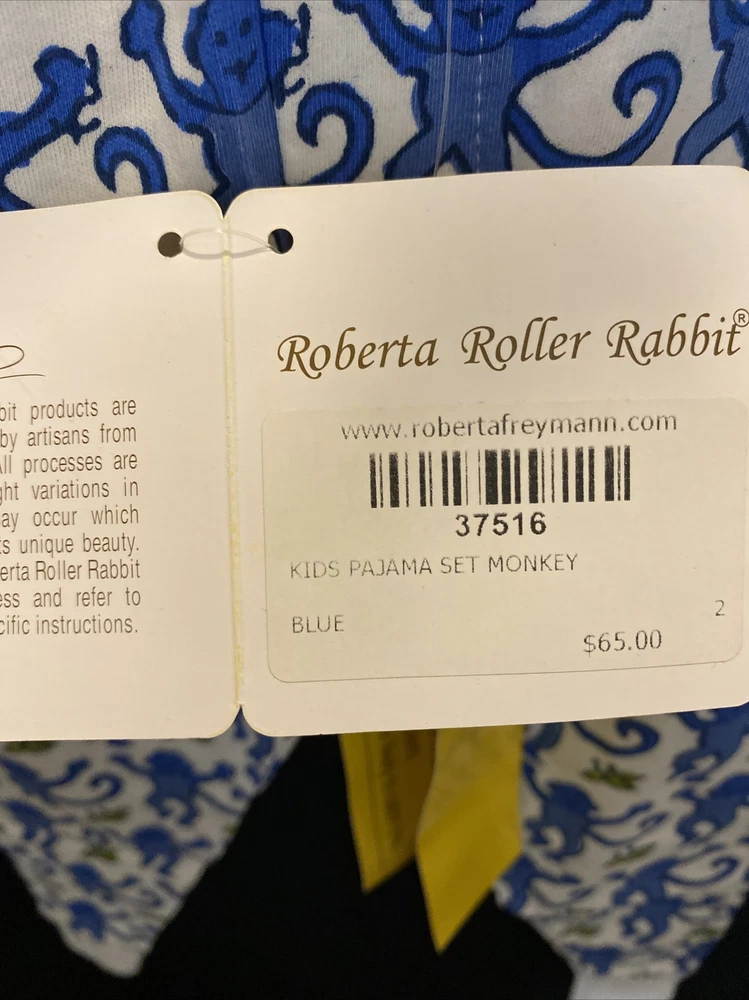 bit products are
by artisans from
All processes are
ght variations in
ay occur which
ts unique beauty.
erta Roller Rabbit
ess and refer to
cific instructions.
Roberta Roller Rabbit®
www.robertafreymann.com
37516
KIDS PAJAMA SET MONKEY
BLUE 2
$65.00